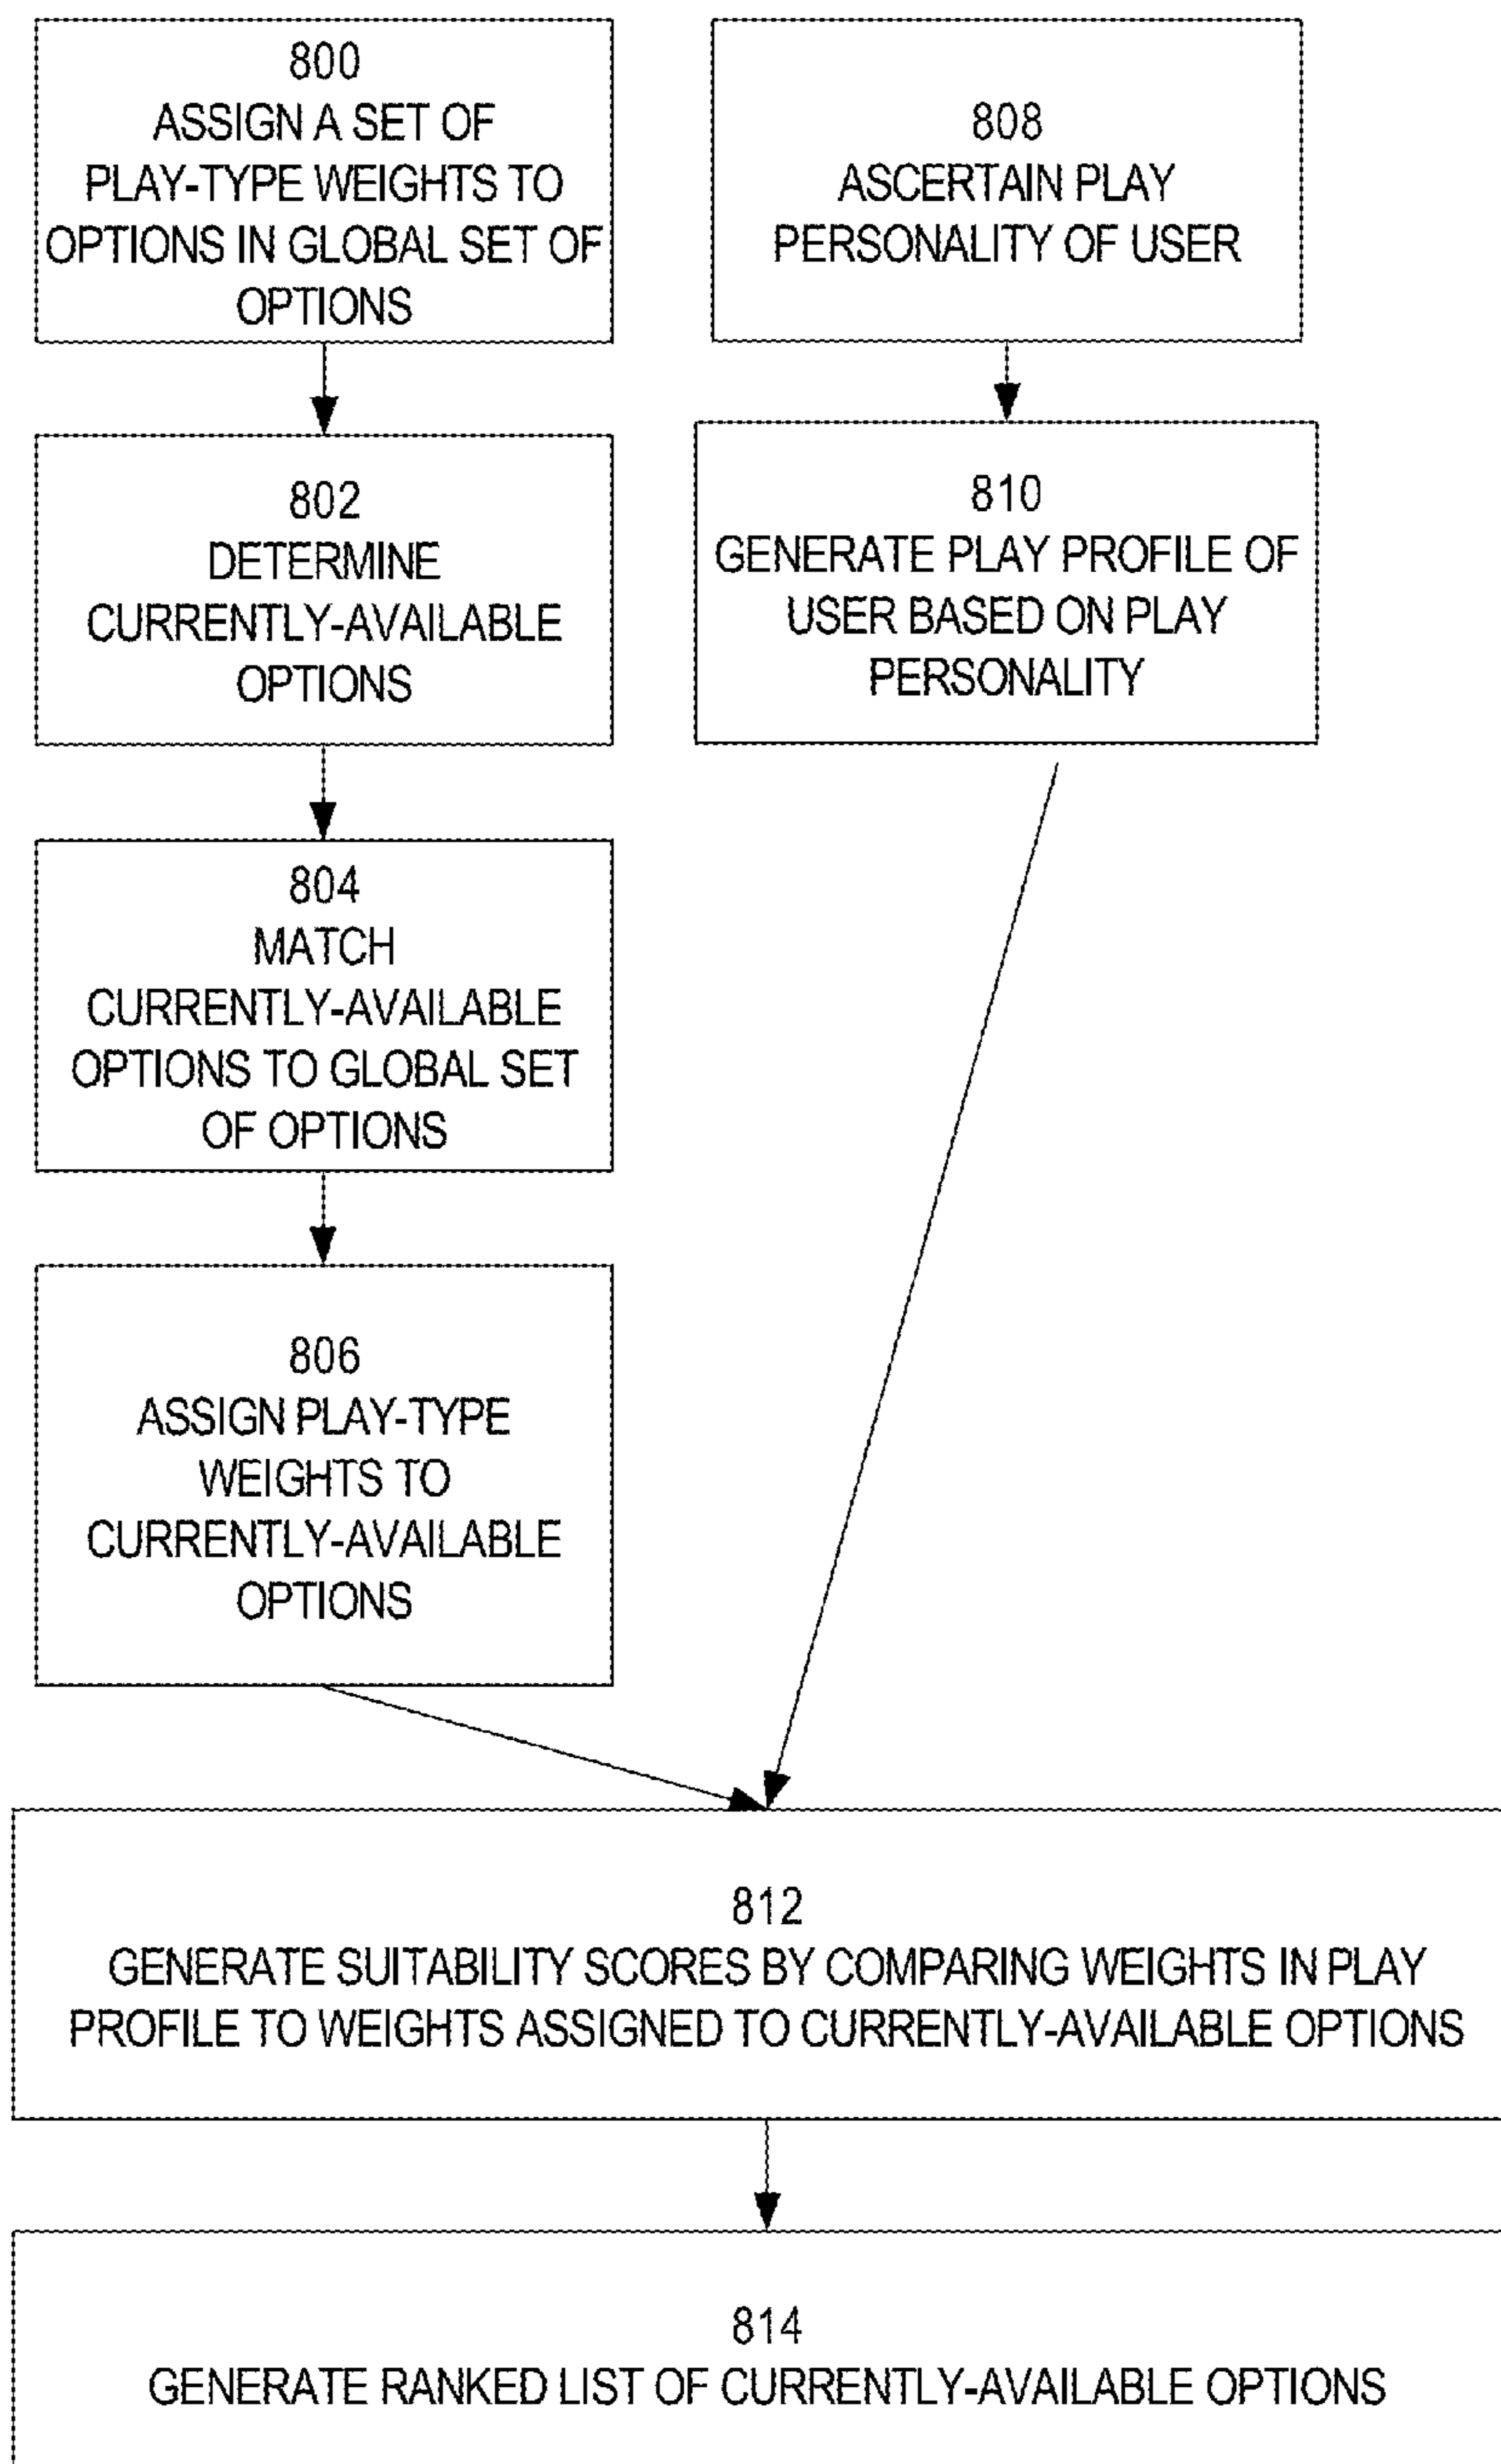 800
ASSIGN A SET OF
PLAY-TYPE WEIGHTS TO
OPTIONS IN GLOBAL SET OF
OPTIONS
802
DETERMINE
CURRENTLY-AVAILABLE
OPTIONS
804
MATCH
CURRENTLY-AVAILABLE
OPTIONS TO GLOBAL SET
OF OPTIONS
806
ASSIGN PLAY-TYPE
WEIGHTS TO
CURRENTLY-AVAILABLE
OPTIONS
808
ASCERTAIN PLAY
PERSONALITY OF USER
810
GENERATE PLAY PROFILE OF
USER BASED ON PLAY
PERSONALITY
812
GENERATE SUITABILITY SCORES BY COMPARING WEIGHTS IN PLAY
PROFILE TO WEIGHTS ASSIGNED TO CURRENTLY-AVAILABLE OPTIONS
814
GENERATE RANKED LIST OF CURRENTLY-AVAILABLE OPTIONS